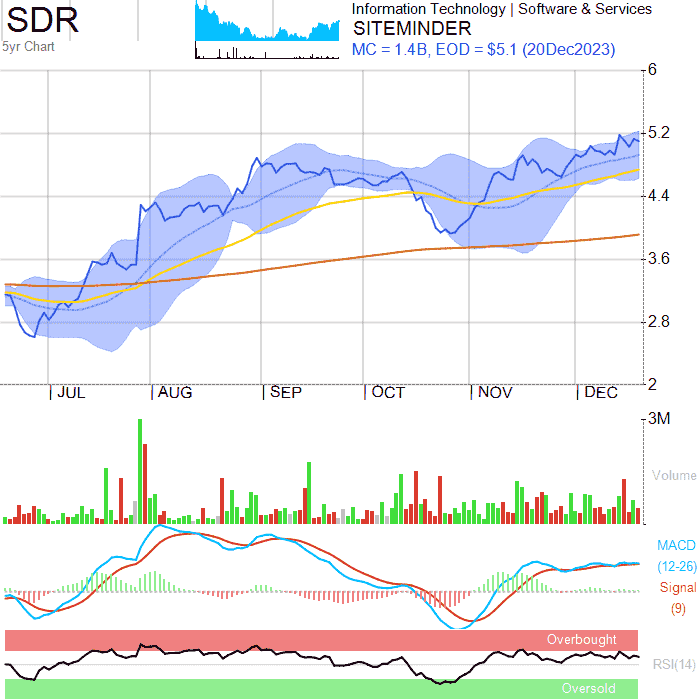 SDR
5yr Chart
Information Technology | Software & Services
SITEMINDER
MC = 1.4B, EOD = $5.1 (20Dec2023)
6
5.2
4.4
3.6
2.8
2
JUL AUG SEP OCT NOV DEC
3M
Volume
MACD
(12-26)
Signal
(9)
Overbought
RSI(14)
Oversold